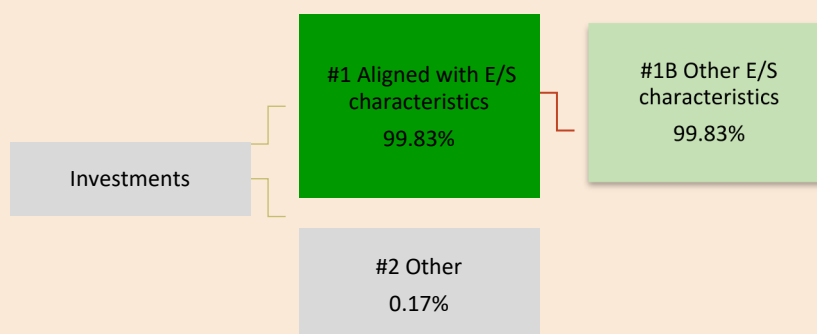 #1 Aligned with E/S
characteristics
99.83%
#1B Other E/S
characteristics
99.83%
Investments
#2 Other
0.17%